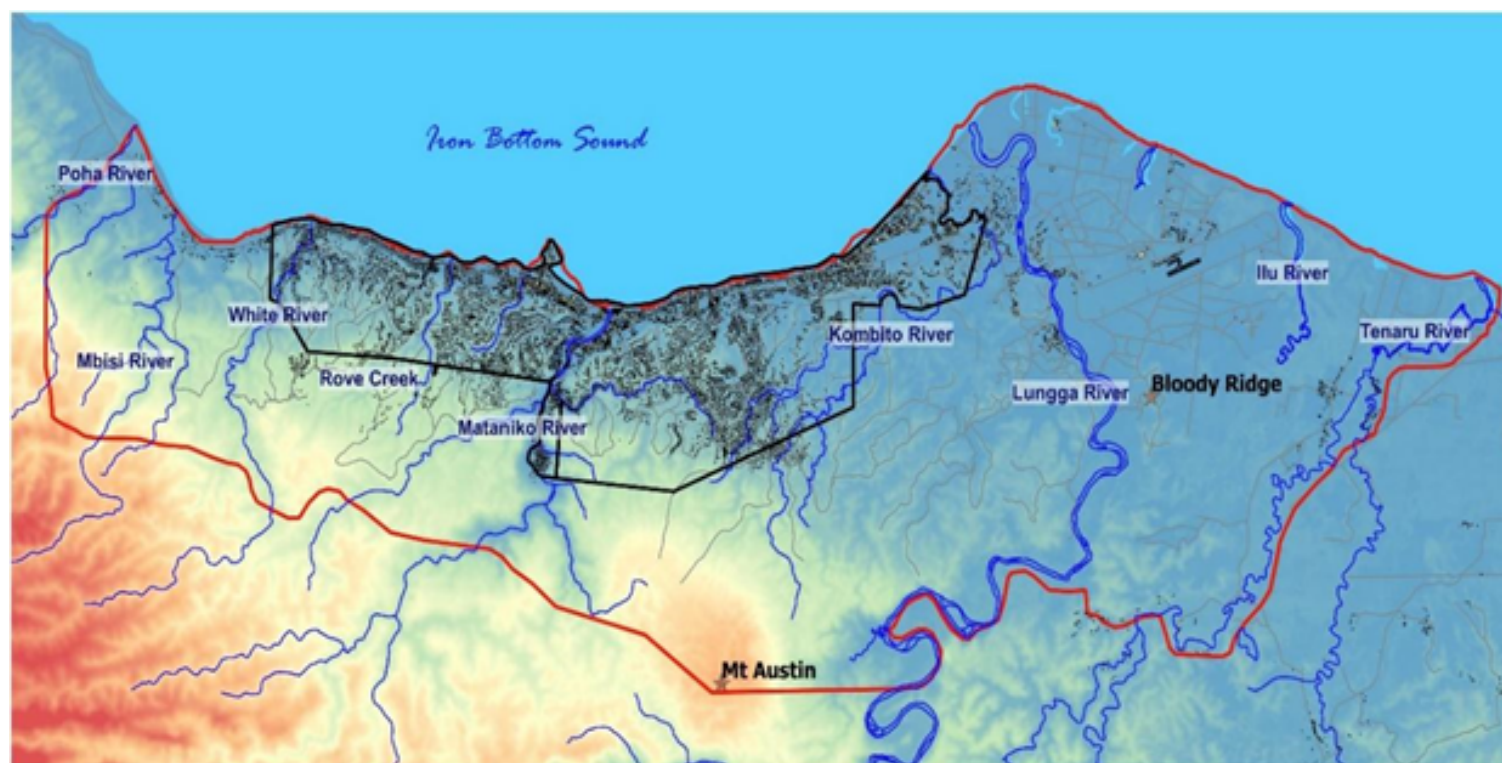 Iron Bottom Sound
Poha River
Ilu River
White River
Kombito River
Tenaru River
Mbisi River
Rove Creek
Bloody Ridge
Lungga River
Mataniko River
Mt Austin